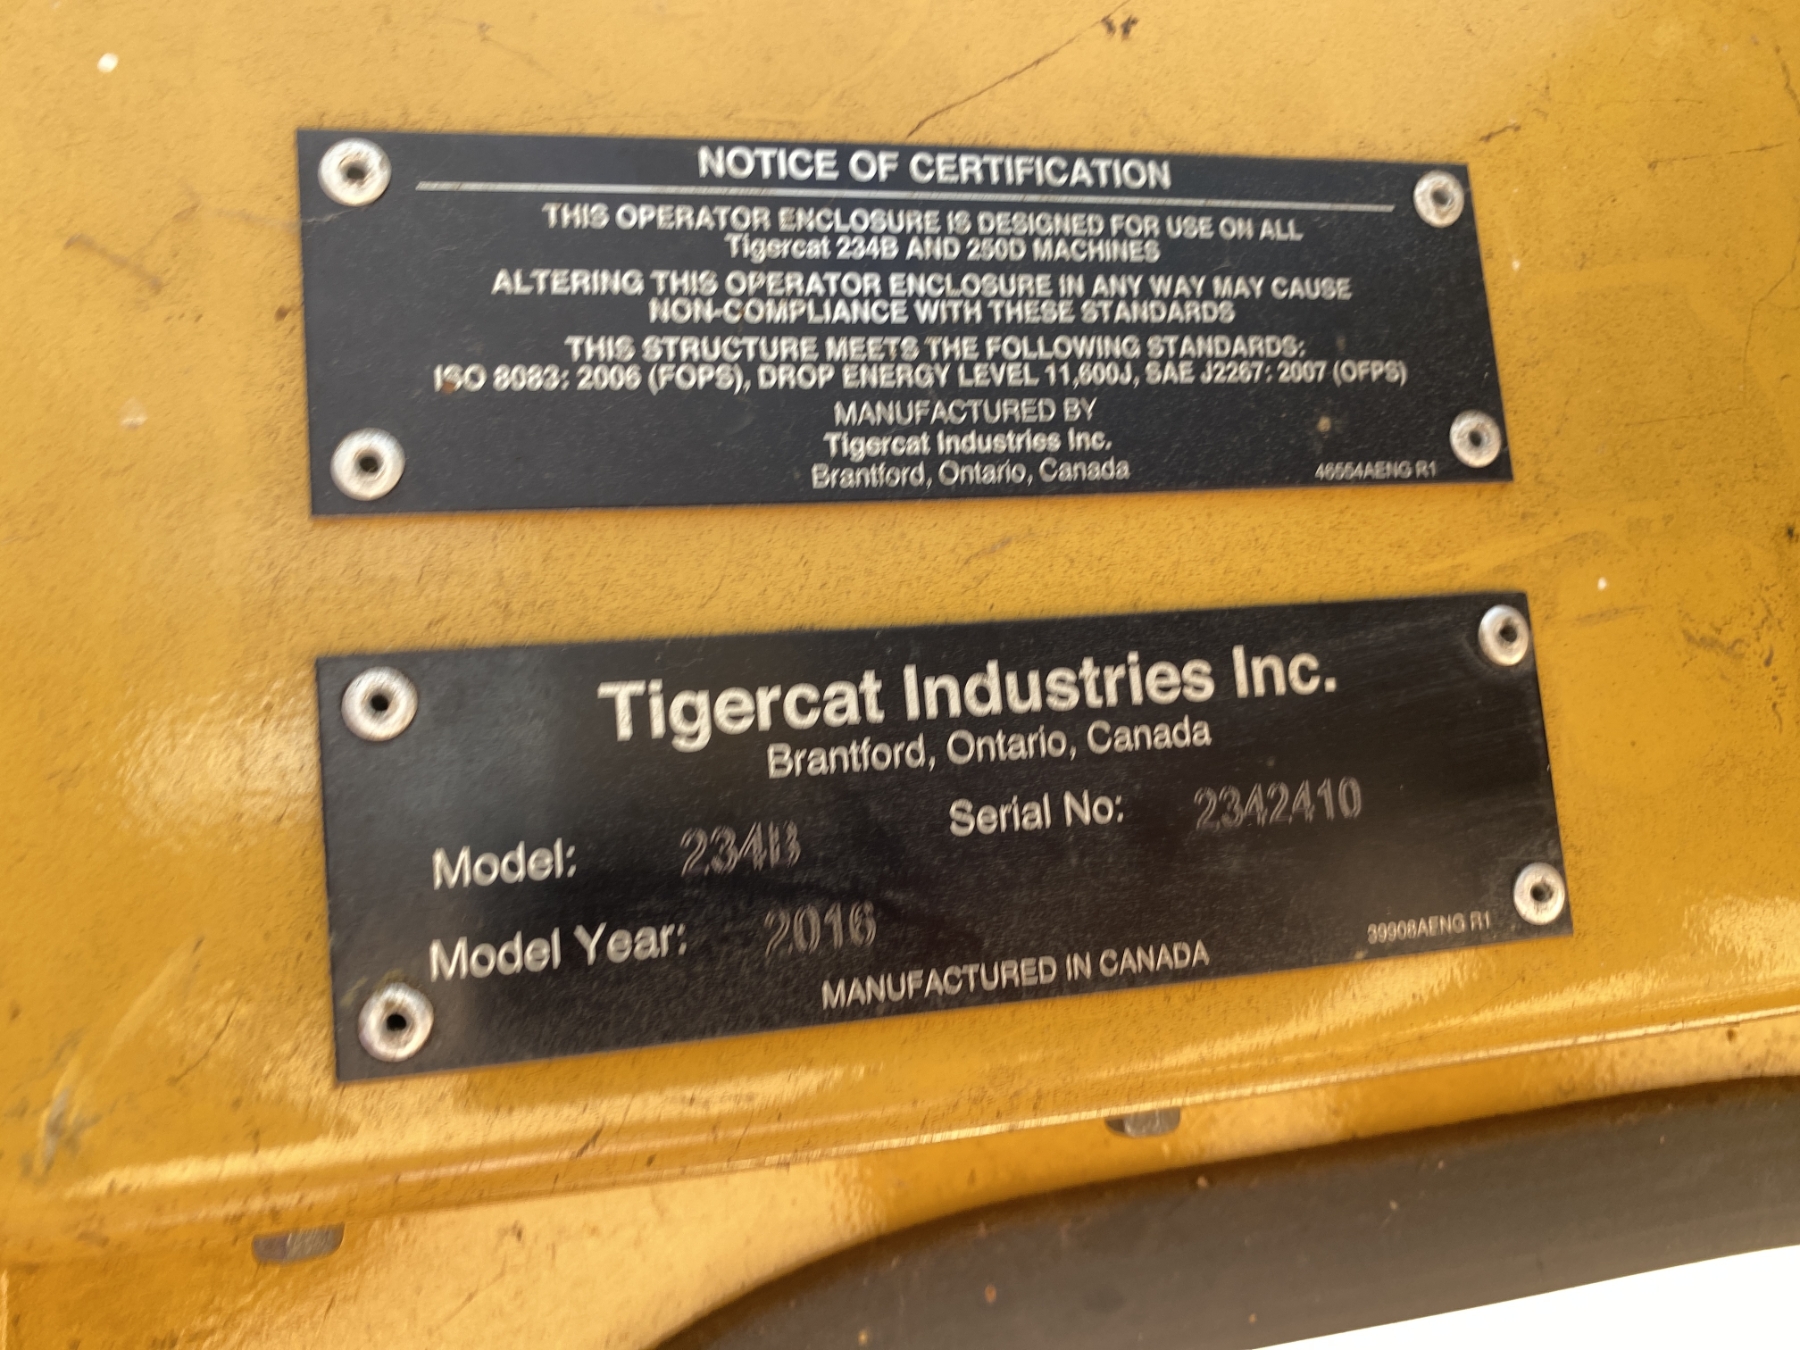 NOTICE OF CERTIFICATION
THIS OPERATOR ENCLOSURE IS DESIGNED FOR USE ON ALL
Tigercat 234B AND 250D MACHINES
ALTERING THIS OPERATOR ENCLOSURE IN ANY WAY MAY CAUSE
NON-COMPLIANCE WITH THESE STANDARDS
THIS STRUCTURE MEETS THE FOLLOWING STANDARDS:
ISO 8083: 2006 (FOPS), DROP ENERGY LEVEL 11,600J, SAE J2267: 2007 (OFPS)
MANUFACTURED BY
Tigercat Industries Inc.
Brantford, Ontario, Canada
46554AENG R1
Tigercat Industries Inc.
Brantford, Ontario, Canada
Serial No: 2342410
Model: 234B
Model Year: 2016
39908AENG R1
MANUFACTURED IN CANADA